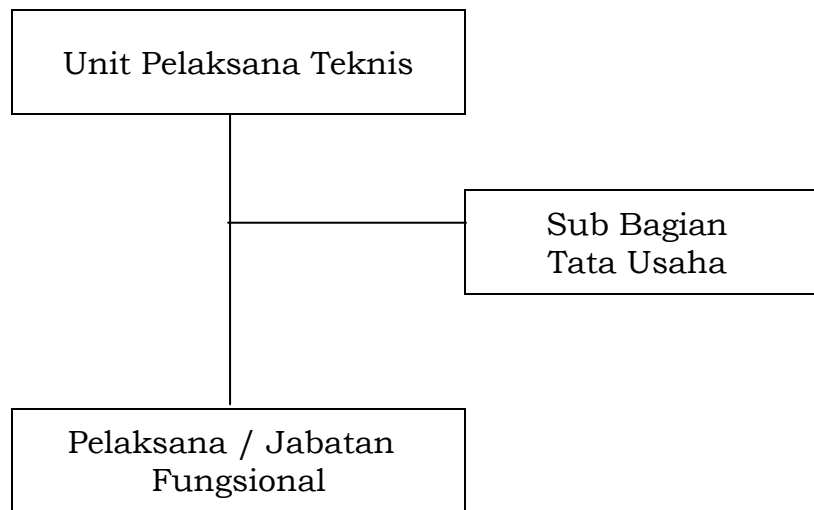 Unit Pelaksana Teknis
Sub Bagian
Tata Usaha
Pelaksana / Jabatan
Fungsional